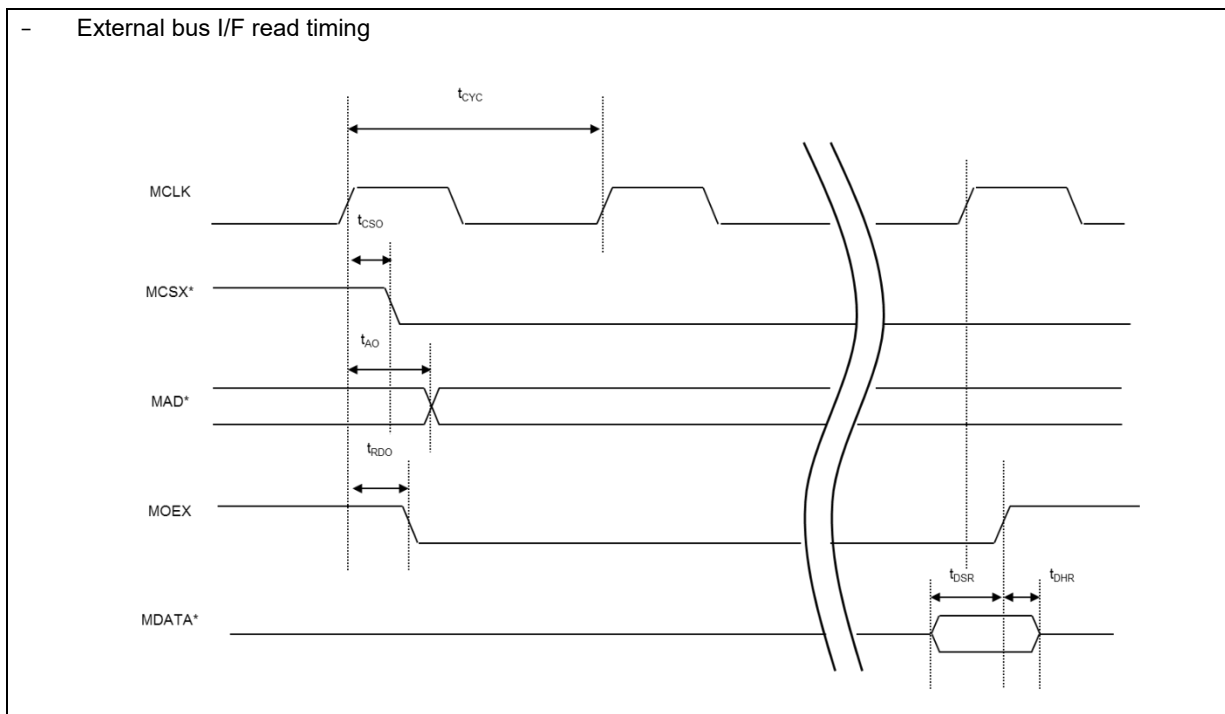 – External bus I/F read timing
tCYC
MCLK
tCSO
MCSX*
tAO
MAD*
tRDO
MOEX
tDSR tDHR
MDATA*